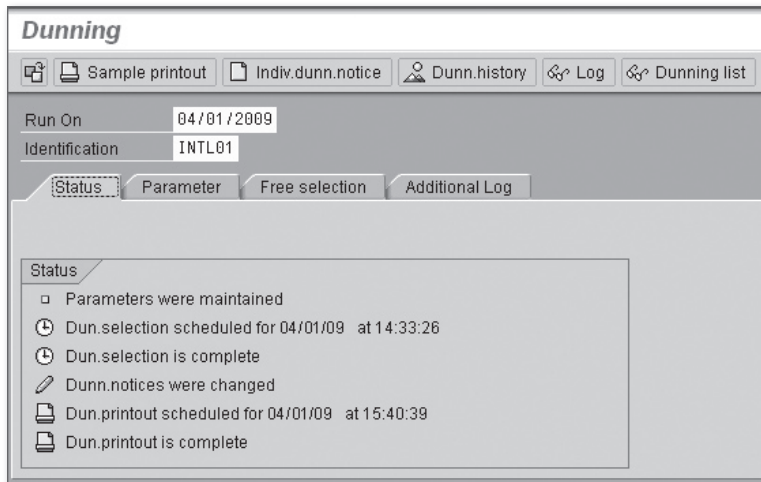 Dunning
Sample printout Indiv.dunn.notice Dunn.history Log Dunning list
Run On 04/01/2009
Identification INTL01
Status Parameter Free selection Additional Log
Status
Parameters were maintained
Dun.selection scheduled for 04/01/09 at 14:33:26
Dun.selection is complete
Dunn.notices were changed
Dun.printout scheduled for 04/01/09 at 15:40:39
Dun.printout is complete